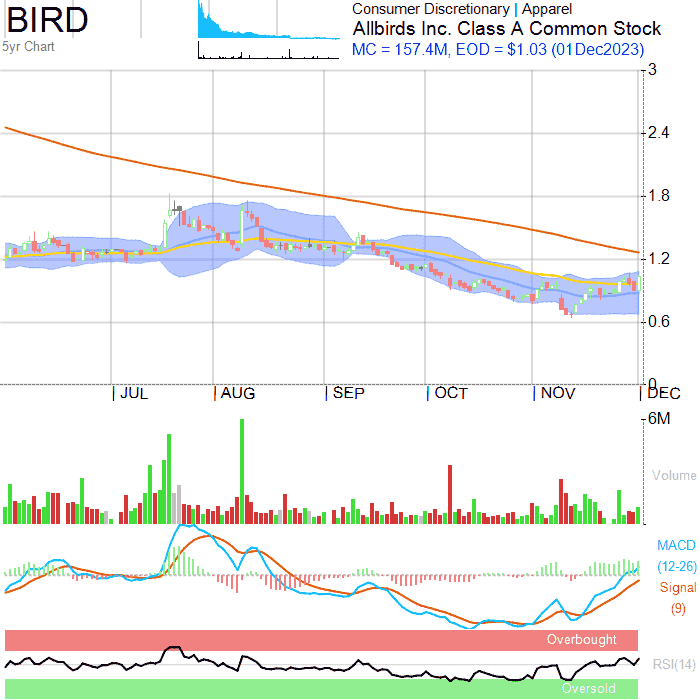 BIRD
5yr Chart
Consumer Discretionary | Apparel
Allbirds Inc. Class A Common Stock
MC = 157.4M, EOD = $1.03 (01Dec2023)
3
2.4
1.8
1.2
0.6
0
JUL AUG SEP OCT NOV DEC
6M
Volume
MACD
(12-26)
Signal
(9)
Overbought
RSI(14)
Oversold